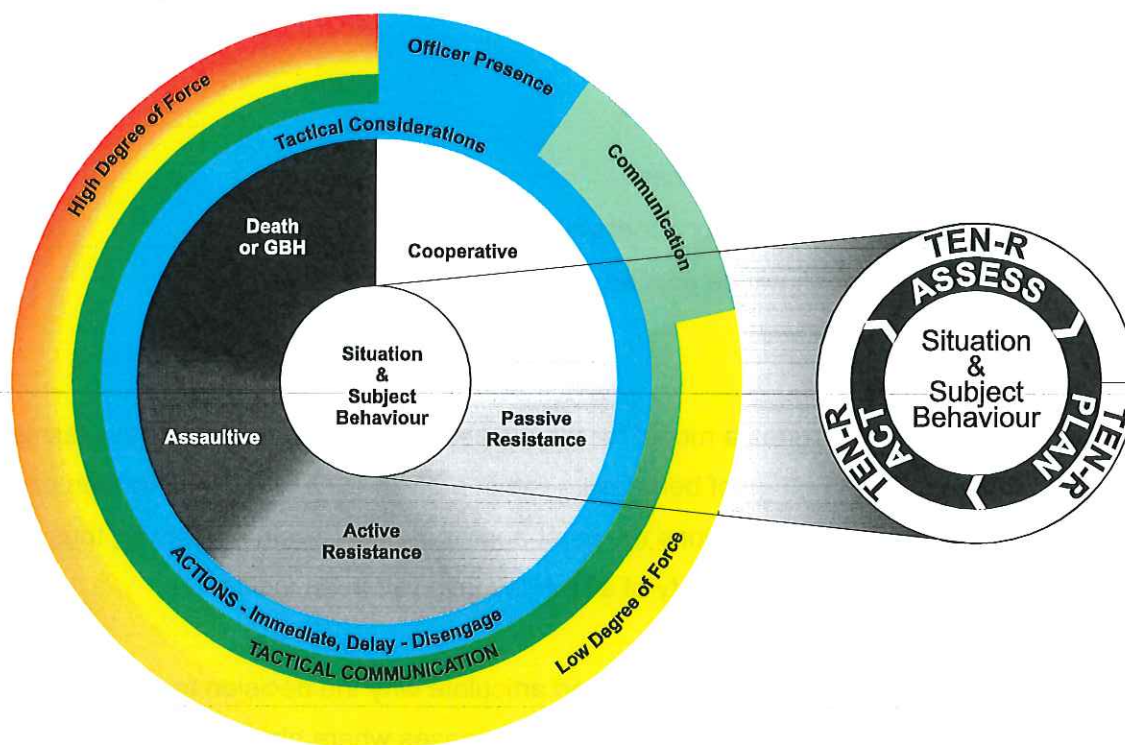 Officer Presence
High Degree of Force
Tactical Considerations
Communication
Death
or GBH
Cooperative
Situation
&
Subject
Behaviour
Assaultive
Passive
Resistance
Active
Resistance
ACTIONS - Immediate, Delay - Disengage
TACTICAL COMMUNICATION
Low Degree of Force
TEN-R
ASSESS
Situation
&
Subject
Behaviour
PLAN
TEN-R
ACT
TEN-R